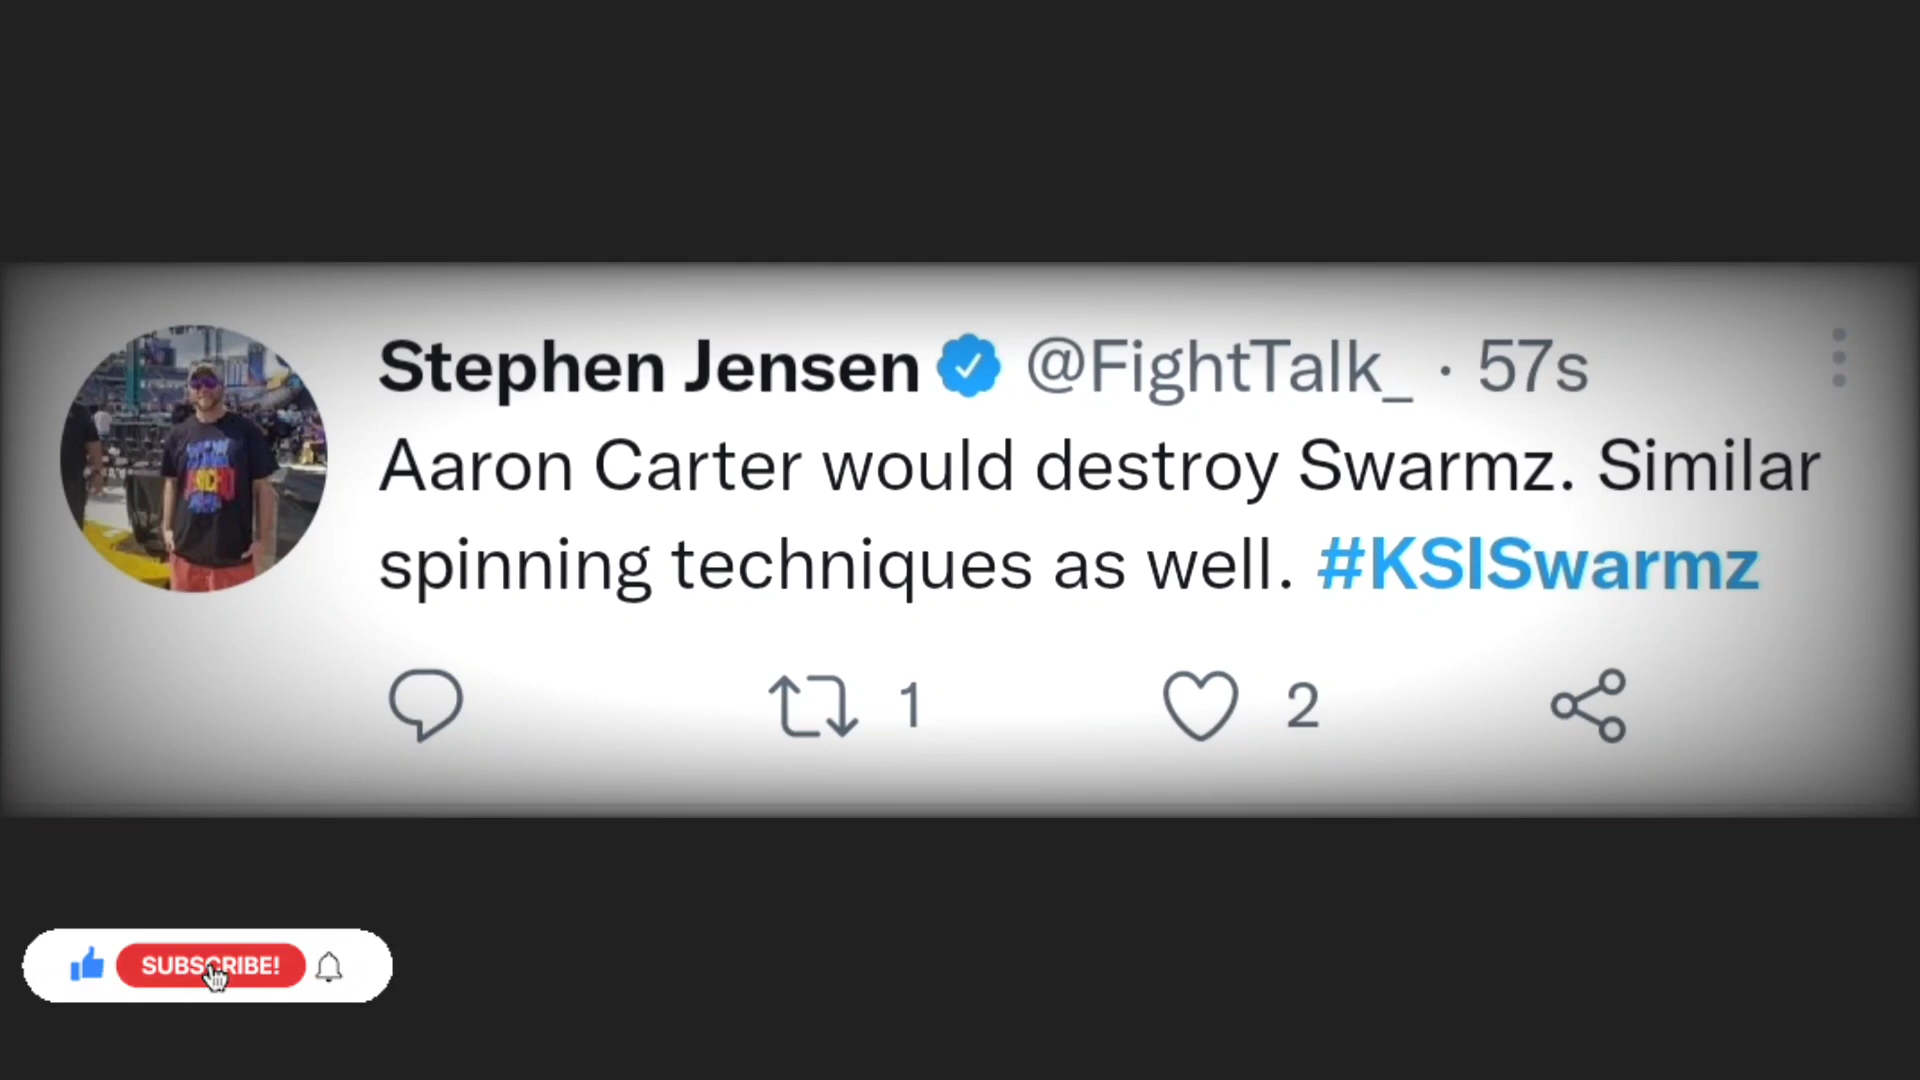 Stephen Jensen @FightTalk_ · 57s
Aaron Carter would destroy Swarmz. Similar
spinning techniques as well. #KSISwarmz
1 2
SUBSCRIBE!